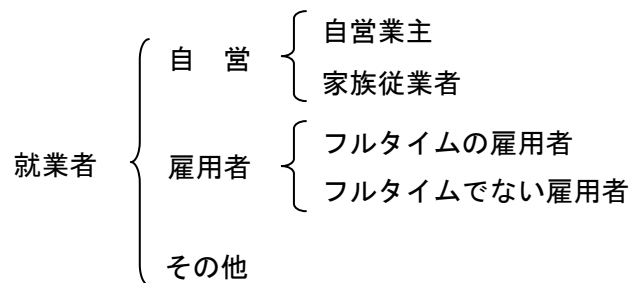 自営業主
自　営
家族従業者
フルタイムの雇用者
就業者
雇用者
フルタイムでない雇用者
その他